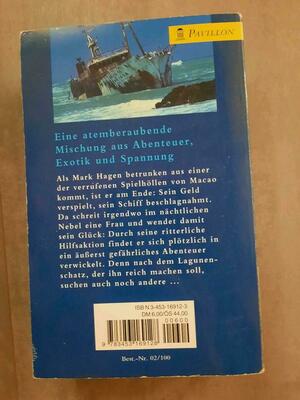 PAVILLON
Eine atemberaubende
Mischung aus Abenteuer,
Exotik und Spannung
Als Mark Hagen betrunken aus einer
der verrufenen Spielhöllen von Macao
kommt, ist er am Ende: Sein Geld
verspielt, sein Schiff beschlagnahmt.
Da schreit irgendwo im nächtlichen
Nebel eine Frau und wendet damit
sein Glück: Durch seine ritterliche
Hilfsaktion findet er sich plötzlich in
ein äußerst gefährliches Abenteuer
verwickelt. Denn nach dem Lagunen-
schatz, der ihn reich machen soll,
suchen auch noch andere ...
ISBN 3-453-16912-3
DM 6,00/ÖS 44,00
00600
9 783453 169128
Best.-Nr. 02/100